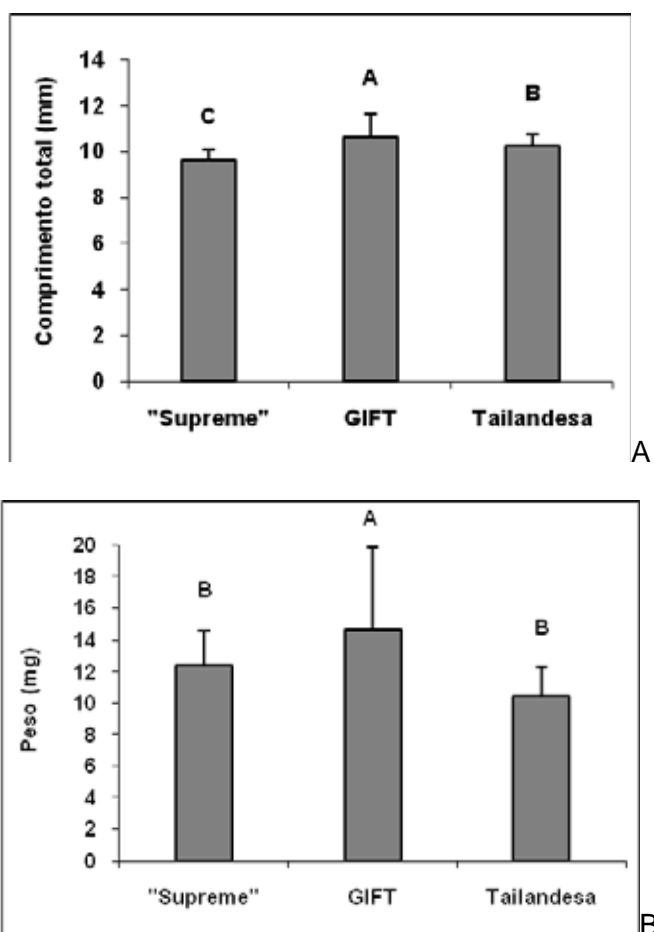 Comprimento total (mm)
14
12
10
8
6
4
2
0
C
A
B
"Supreme" GIFT Tailandesa
A
Peso (mg)
20
18
16
14
12
10
8
6
4
2
0
B
A
B
"Supreme" GIFT Tailandesa
B